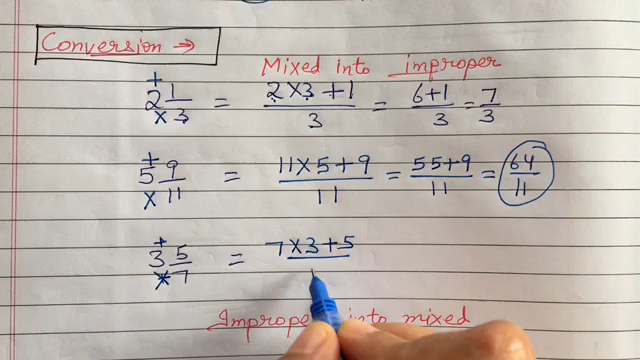 Conversion →
Mixed into improper
2 1/3 = (2×3+1)/3 = (6+1)/3 = 7/3
5 9/11 = (11×5+9)/11 = (55+9)/11 = 64/11
3 5/7 = 7×3+5
Improper into mixed